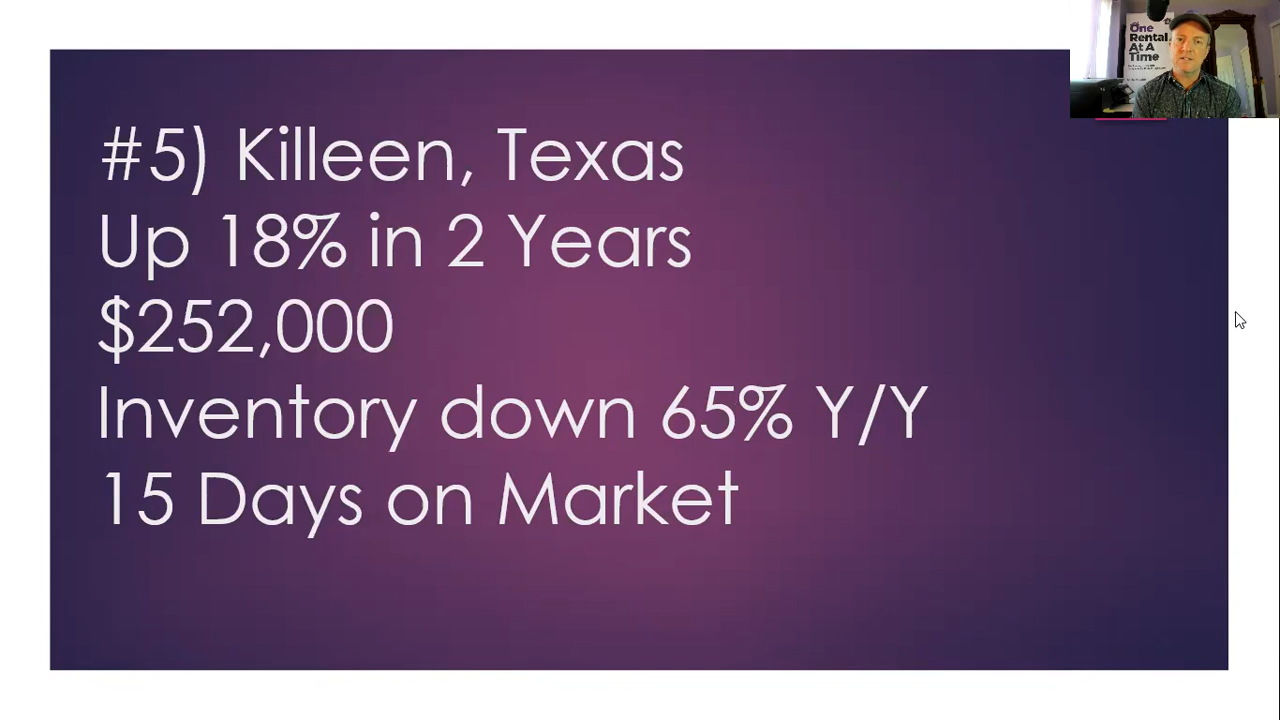 #5) Killeen, Texas
Up 18% in 2 Years
$252,000
Inventory down 65% Y/Y
15 Days on Market
One
Rental
At A
Time